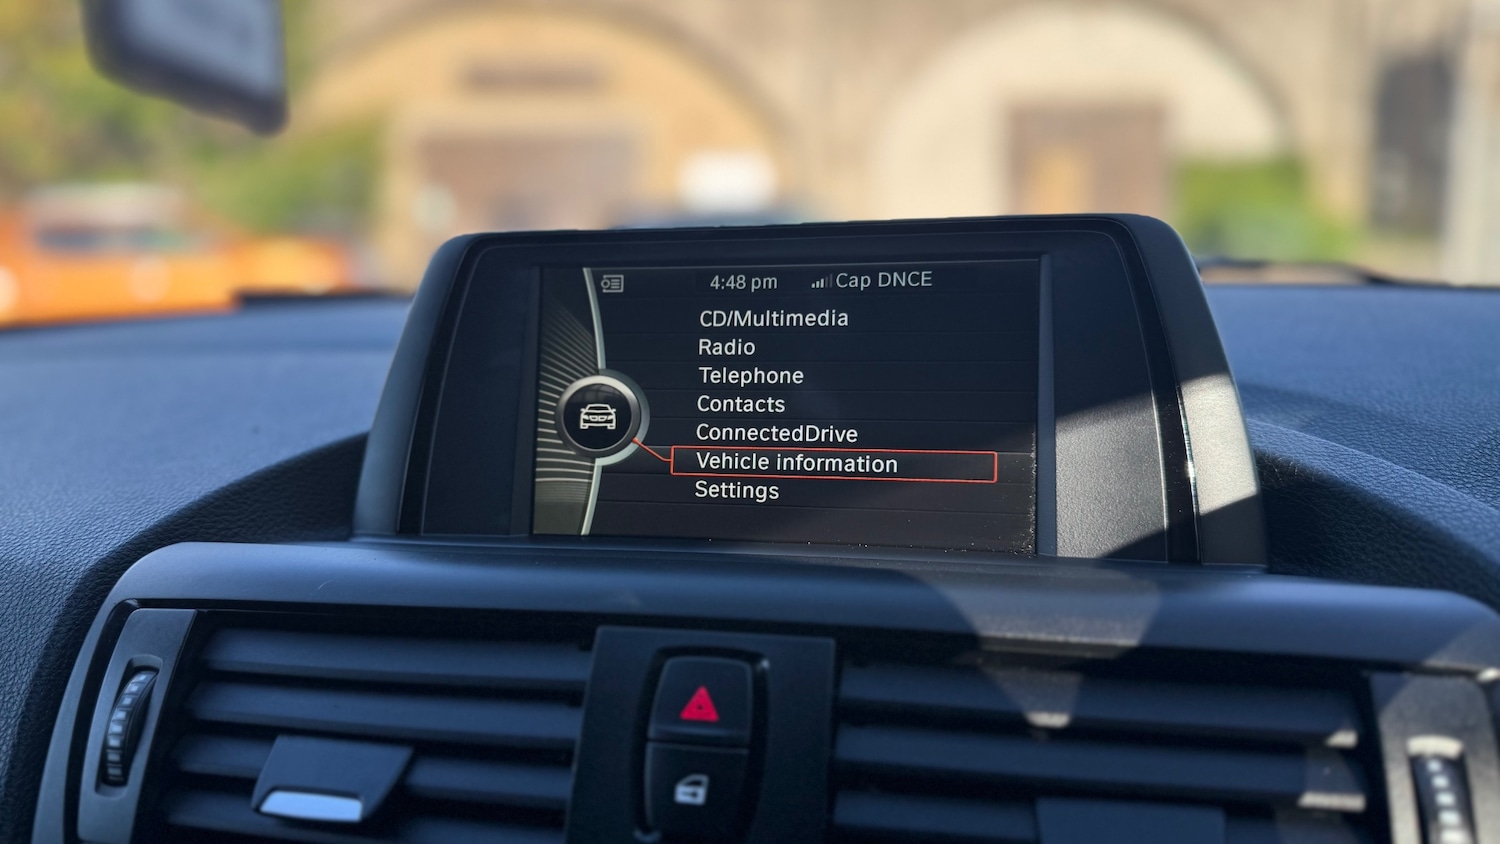 4:48 pm Cap DNCE
CD/Multimedia
Radio
Telephone
Contacts
ConnectedDrive
Vehicle information
Settings